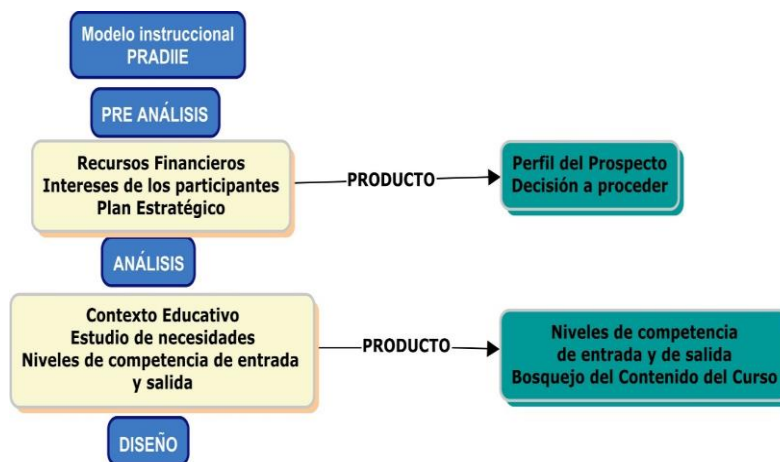 Modelo instruccional
PRADIIE
PRE ANÁLISIS
Recursos Financieros
Intereses de los participantes
Plan Estratégico
PRODUCTO
Perfil del Prospecto
Decisión a proceder
ANÁLISIS
Contexto Educativo
Estudio de necesidades
Niveles de competencia de entrada
y salida
PRODUCTO
Niveles de competencia
de entrada y de salida
Bosquejo del Contenido del Curso
DISEÑO